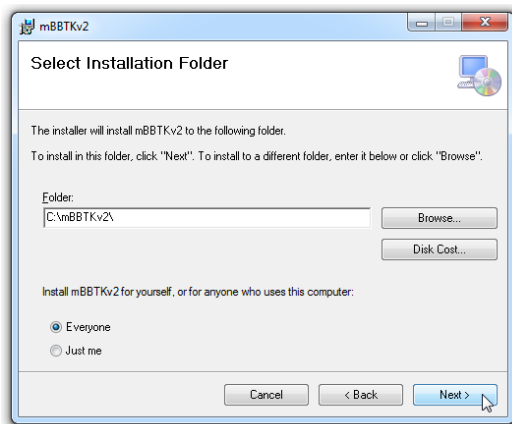 mBBTKv2
Select Installation Folder
The installer will install mBBTKv2 to the following folder.
To install in this folder, click "Next". To install to a different folder, enter it below or click "Browse".
Folder:
C:\mBBTKv2\
Browse...
Disk Cost...
Install mBBTKv2 for yourself, or for anyone who uses this computer:
Everyone
Just me
Cancel
< Back
Next >